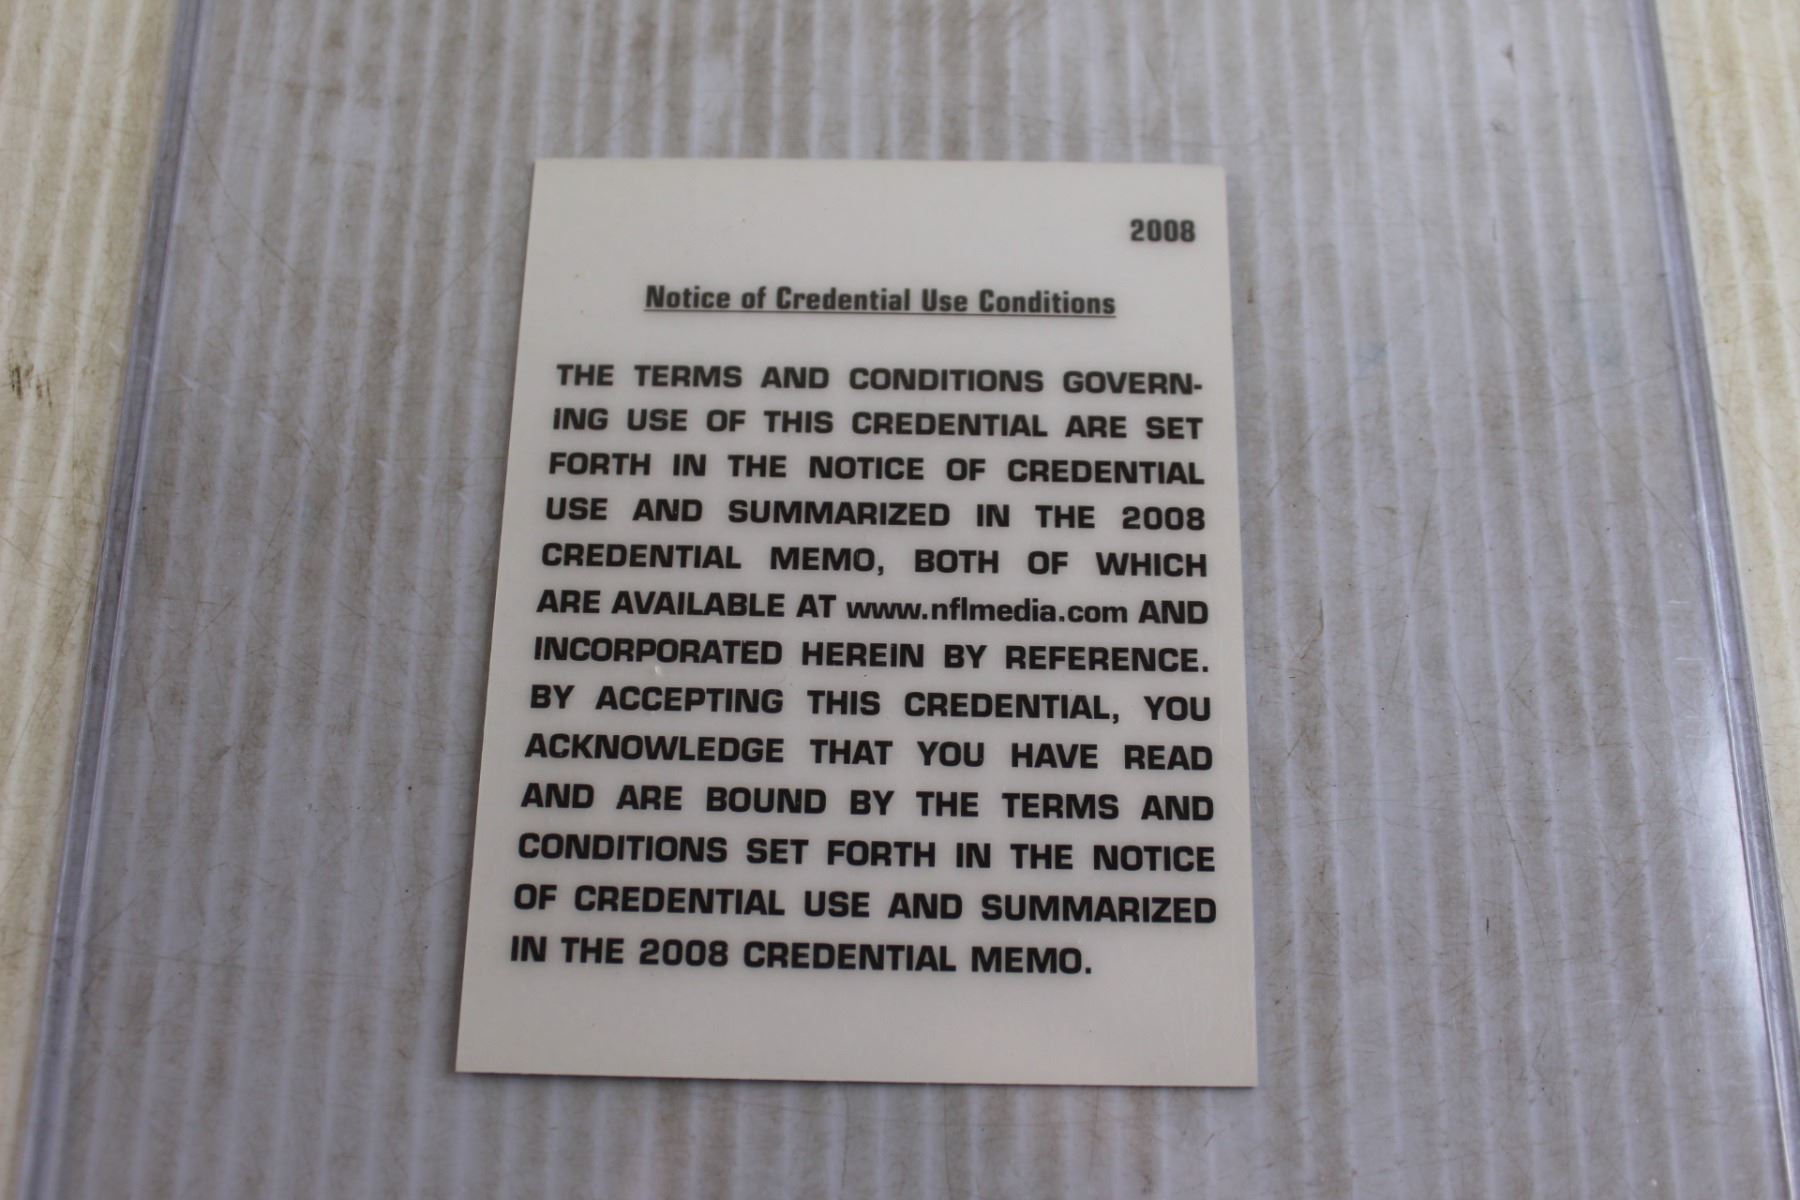 2008
Notice of Credential Use Conditions
THE TERMS AND CONDITIONS GOVERN-
ING USE OF THIS CREDENTIAL ARE SET
FORTH IN THE NOTICE OF CREDENTIAL
USE AND SUMMARIZED IN THE 2008
CREDENTIAL MEMO, BOTH OF WHICH
ARE AVAILABLE AT www.nflmedia.com AND
INCORPORATED HEREIN BY REFERENCE.
BY ACCEPTING THIS CREDENTIAL, YOU
ACKNOWLEDGE THAT YOU HAVE READ
AND ARE BOUND BY THE TERMS AND
CONDITIONS SET FORTH IN THE NOTICE
OF CREDENTIAL USE AND SUMMARIZED
IN THE 2008 CREDENTIAL MEMO.